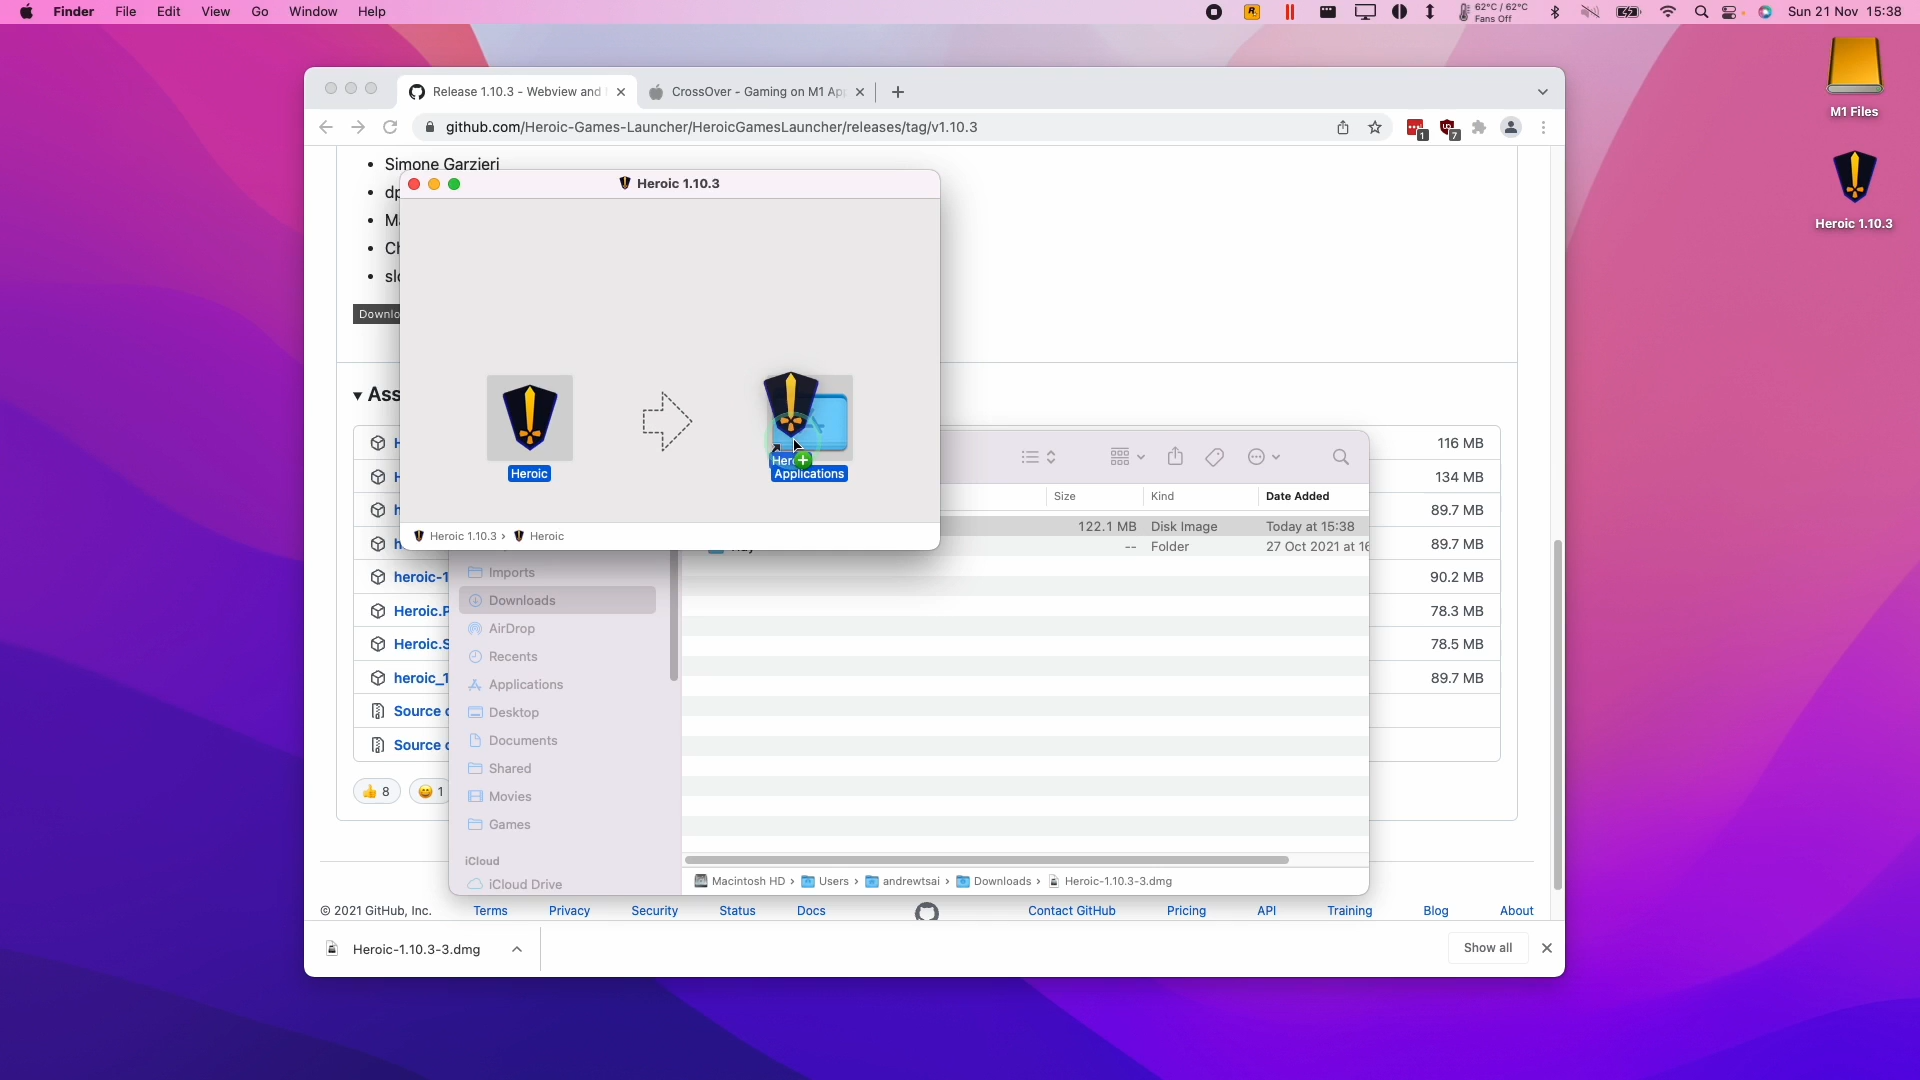 Finder File Edit View Go Window Help
62°C / 62°C
Fans Off
Sun 21 Nov 15:38
Release 1.10.3 - Webview and
CrossOver - Gaming on M1 Ap
github.com/Heroic-Games-Launcher/HeroicGamesLauncher/releases/tag/v1.10.3
1
7
M1 Files
Heroic 1.10.3
Simone Garzieri
Heroic 1.10.3
Downlo
Heroic
Applications
Heroic 1.10.3 › Heroic
Ass
116 MB
134 MB
89.7 MB
89.7 MB
heroic-1
90.2 MB
Heroic.P
78.3 MB
Heroic.S
78.5 MB
heroic_1
89.7 MB
Source c
Source c
8
1
Size Kind Date Added
122.1 MB Disk Image Today at 15:38
-- Folder 27 Oct 2021 at 16
Imports
Downloads
AirDrop
Recents
Applications
Desktop
Documents
Shared
Movies
Games
iCloud
iCloud Drive
Macintosh HD › Users › andrewtsai › Downloads › Heroic-1.10.3-3.dmg
© 2021 GitHub, Inc. Terms Privacy Security Status Docs Contact GitHub Pricing API Training Blog About
Heroic-1.10.3-3.dmg
Show all